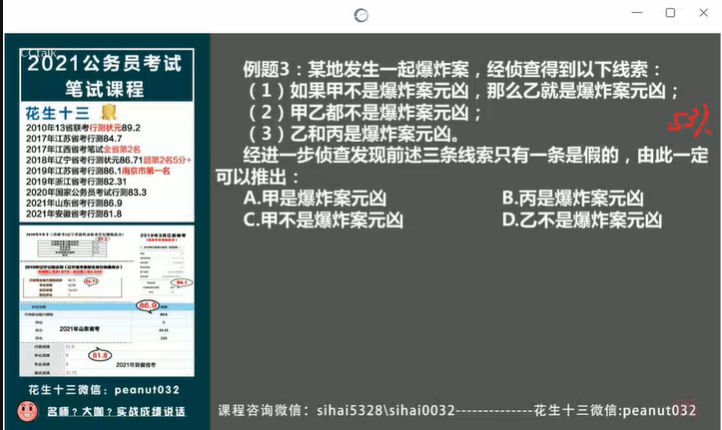 CCtalk
2021公务员考试
笔试课程
花生十三
2010年13省联考行测状元89.2
2017年江苏省考行测84.7
2017年江西省考笔试全省第2名
2018年辽宁省考行测状元86.71超第2名5分+
2019年江苏省考行测86.1南京市第一名
2019年浙江省考行测82.31
2020年国家公务员考试行测83.3
2021年山东省考行测86.9
2021年安徽省考行测81.8
86.9
2021年山东省考
81.8
2021年安徽省考
花生十三微信：peanut032
名师？大咖？实战成绩说话
例题3：某地发生一起爆炸案，经侦查得到以下线索：
（1）如果甲不是爆炸案元凶，那么乙就是爆炸案元凶；
（2）甲乙都不是爆炸案元凶；
（3）乙和丙是爆炸案元凶。
53%
经进一步侦查发现前述三条线索只有一条是假的，由此一定
可以推出：
A.甲是爆炸案元凶 B.丙是爆炸案元凶
C.甲不是爆炸案元凶 D.乙不是爆炸案元凶
课程咨询微信：sihai5328\sihai0032--------------花生十三微信:peanut032